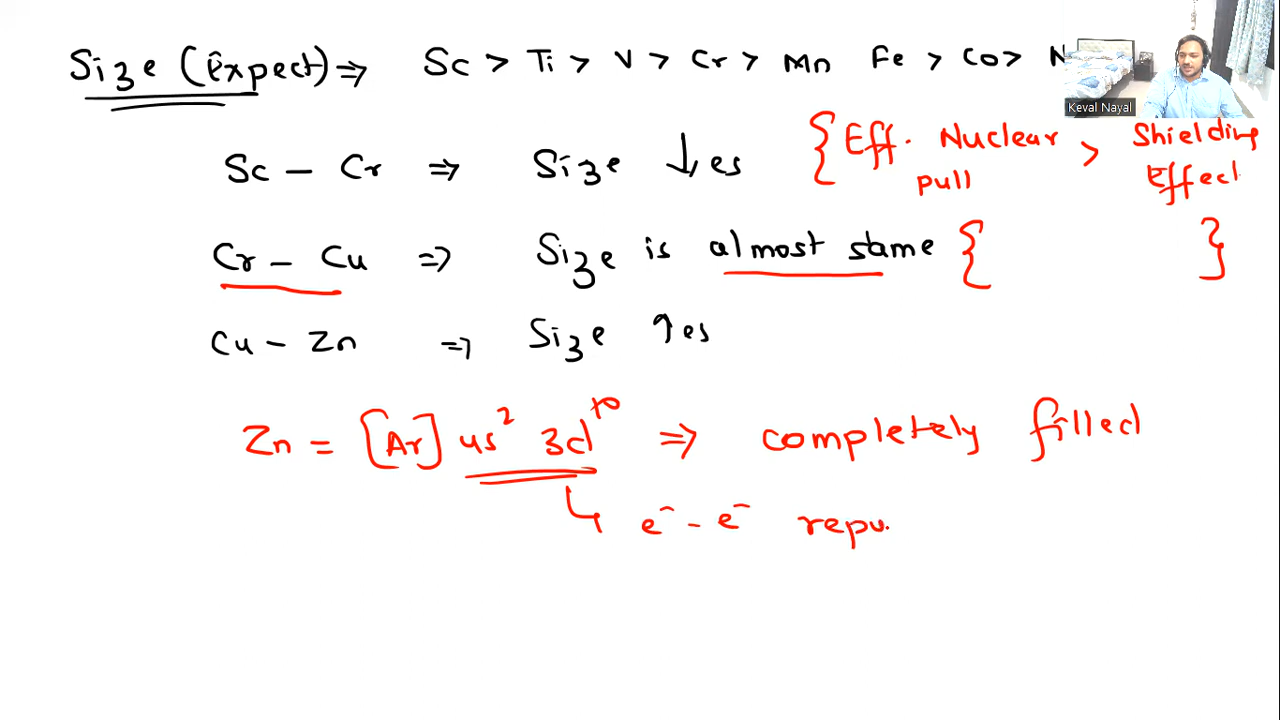 Size (Expect) ⇒ Sc > Ti > V > Cr > Mn Fe > Co > N
Keval Nayal
Sc – Cr ⇒ Size ↓es { Eff. Nuclear pull > Shielding Effect
Cr – Cu ⇒ Size is almost same { }
Cu – Zn ⇒ Size ↑es
Zn = [Ar] 4s² 3d¹⁰ ⇒ completely filled
↳ e⁻ - e⁻ repu